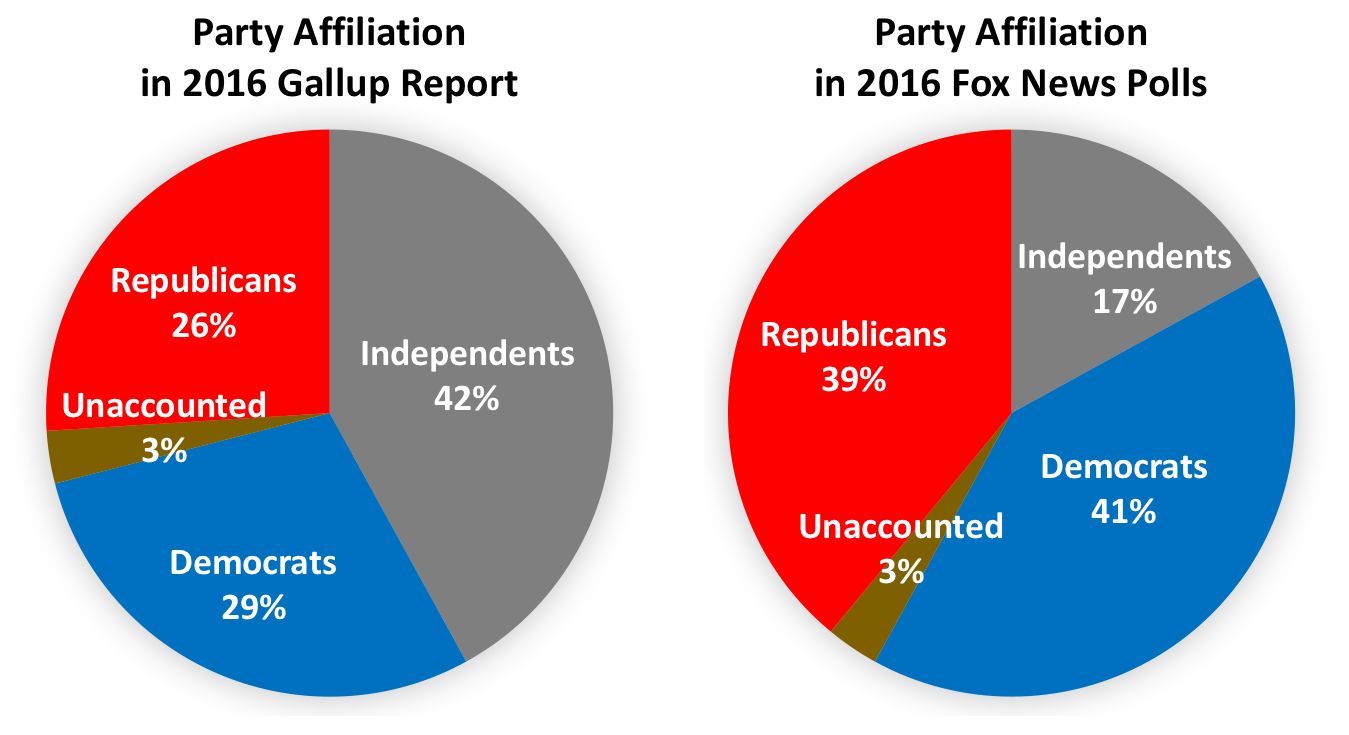 Party Affiliation
in 2016 Gallup Report
Republicans
26%
Independents
42%
Unaccounted
3%
Democrats
29%
Party Affiliation
in 2016 Fox News Polls
Independents
17%
Republicans
39%
Democrats
41%
Unaccounted
3%